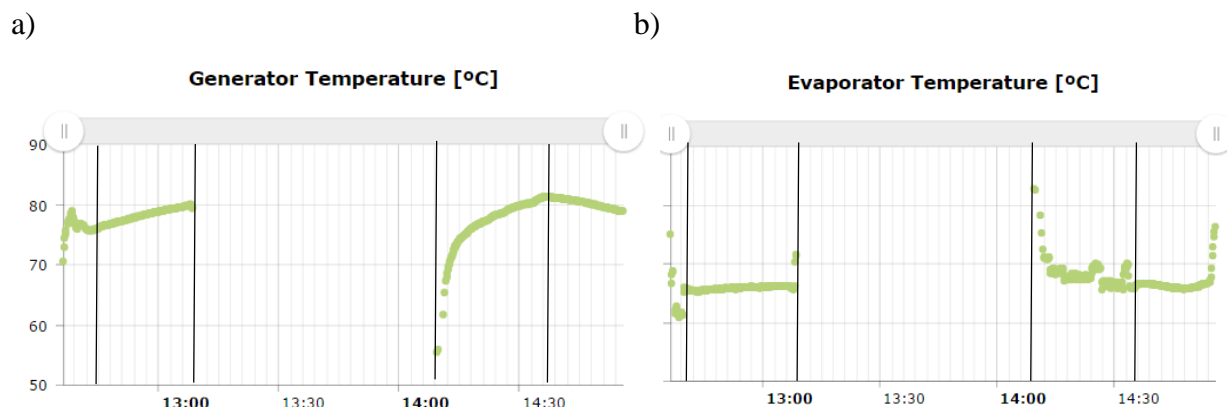 a)
b)
Generator Temperature [ºC]
Evaporator Temperature [ºC]
90
80
70
60
50
13:00 13:30 14:00 14:30
13:00 13:30 14:00 14:30